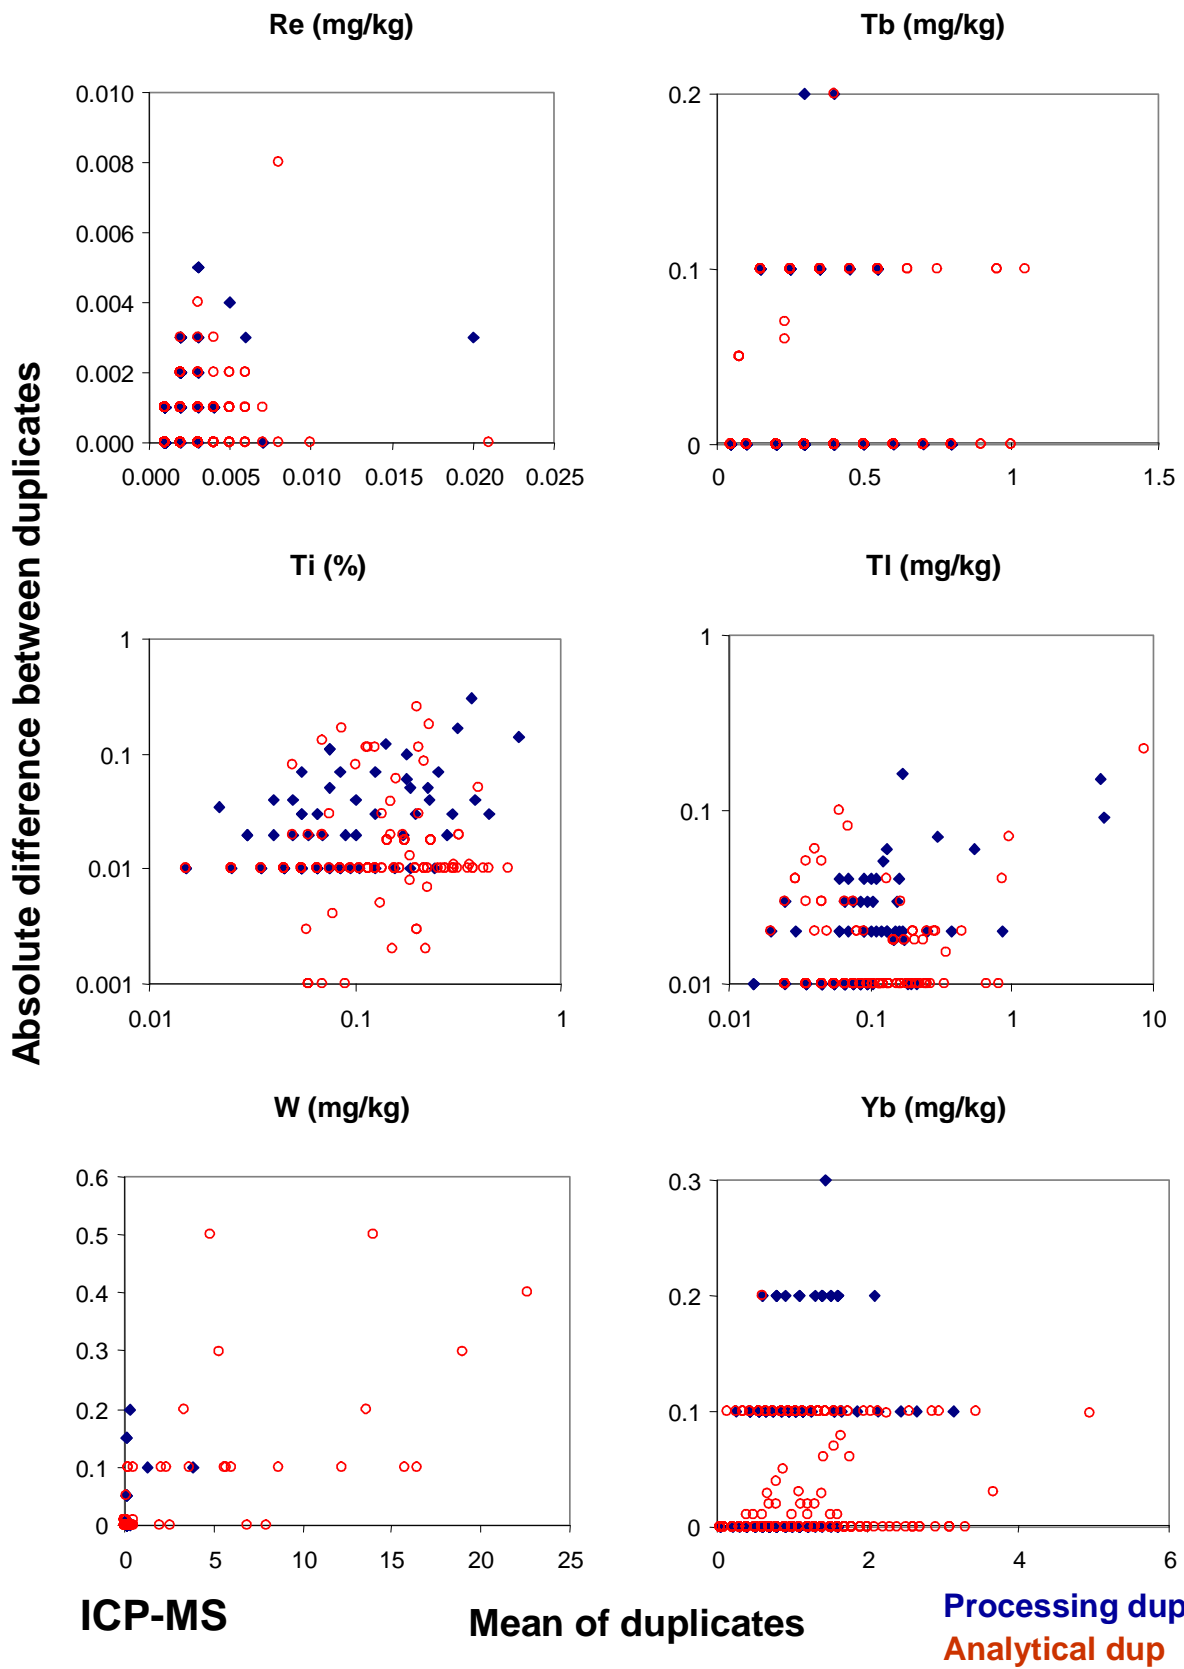 Re (mg/kg)
0.010
0.008
0.006
0.004
0.002
0.000
0.000 0.005 0.010 0.015 0.020 0.025
Tb (mg/kg)
0.2
0.1
0
0 0.5 1 1.5
Absolute difference between duplicates
Ti (%)
1
0.1
0.01
0.001
0.01 0.1 1
Tl (mg/kg)
1
0.1
0.01
0.01 0.1 1 10
W (mg/kg)
0.6
0.5
0.4
0.3
0.2
0.1
0
0 5 10 15 20 25
Yb (mg/kg)
0.3
0.2
0.1
0
0 2 4 6
ICP-MS
Mean of duplicates
Processing dup
Analytical dup